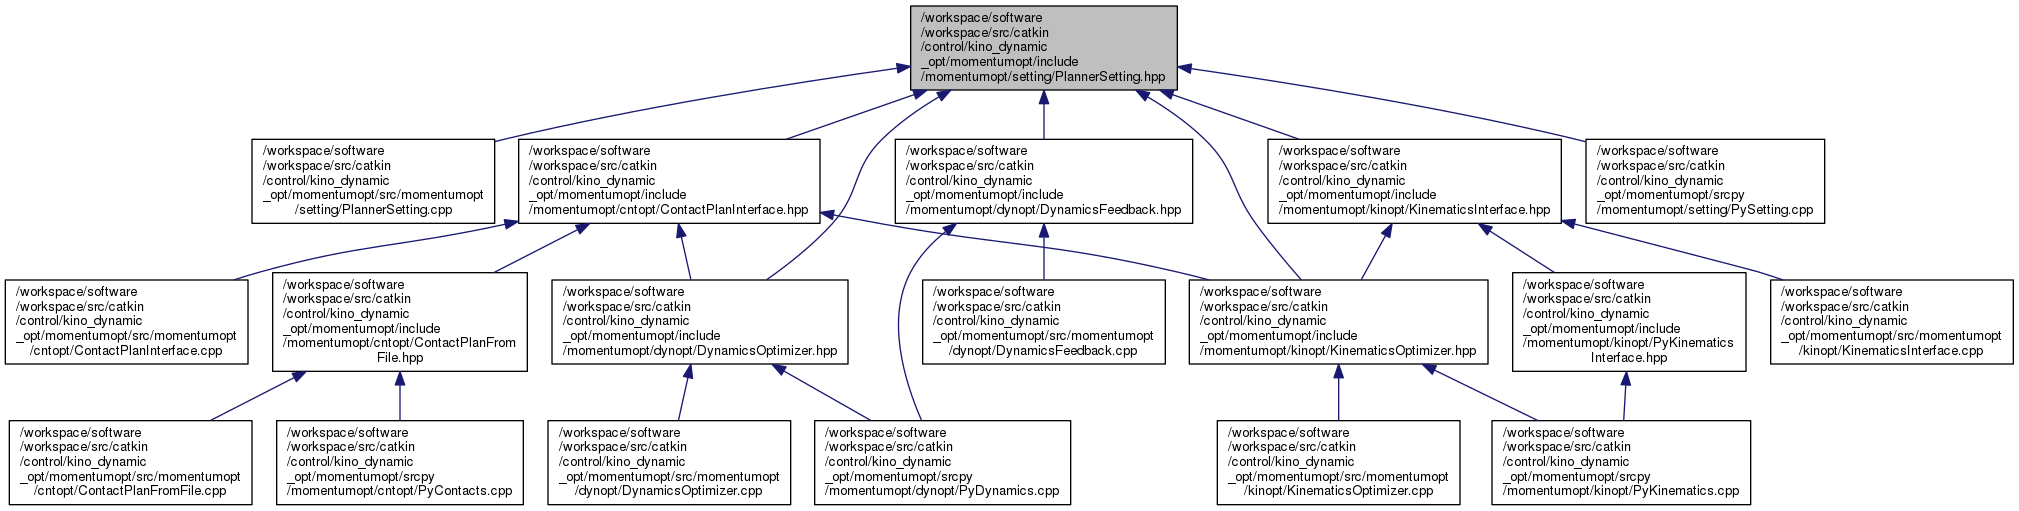 /workspace/software
/workspace/src/catkin
/control/kino_dynamic
_opt/momentumopt/include
/momentumopt/setting/PlannerSetting.hpp
/workspace/software
/workspace/src/catkin
/control/kino_dynamic
_opt/momentumopt/src/momentumopt
/setting/PlannerSetting.cpp
/workspace/software
/workspace/src/catkin
/control/kino_dynamic
_opt/momentumopt/include
/momentumopt/cntopt/ContactPlanInterface.hpp
/workspace/software
/workspace/src/catkin
/control/kino_dynamic
_opt/momentumopt/include
/momentumopt/dynopt/DynamicsFeedback.hpp
/workspace/software
/workspace/src/catkin
/control/kino_dynamic
_opt/momentumopt/include
/momentumopt/kinopt/KinematicsInterface.hpp
/workspace/software
/workspace/src/catkin
/control/kino_dynamic
_opt/momentumopt/srcpy
/momentumopt/setting/PySetting.cpp
/workspace/software
/workspace/src/catkin
/control/kino_dynamic
_opt/momentumopt/src/momentumopt
/cntopt/ContactPlanInterface.cpp
/workspace/software
/workspace/src/catkin
/control/kino_dynamic
_opt/momentumopt/include
/momentumopt/cntopt/ContactPlanFrom
File.hpp
/workspace/software
/workspace/src/catkin
/control/kino_dynamic
_opt/momentumopt/include
/momentumopt/dynopt/DynamicsOptimizer.hpp
/workspace/software
/workspace/src/catkin
/control/kino_dynamic
_opt/momentumopt/src/momentumopt
/dynopt/DynamicsFeedback.cpp
/workspace/software
/workspace/src/catkin
/control/kino_dynamic
_opt/momentumopt/include
/momentumopt/kinopt/KinematicsOptimizer.hpp
/workspace/software
/workspace/src/catkin
/control/kino_dynamic
_opt/momentumopt/include
/momentumopt/kinopt/PyKinematics
Interface.hpp
/workspace/software
/workspace/src/catkin
/control/kino_dynamic
_opt/momentumopt/src/momentumopt
/kinopt/KinematicsInterface.cpp
/workspace/software
/workspace/src/catkin
/control/kino_dynamic
_opt/momentumopt/src/momentumopt
/cntopt/ContactPlanFromFile.cpp
/workspace/software
/workspace/src/catkin
/control/kino_dynamic
_opt/momentumopt/srcpy
/momentumopt/cntopt/PyContacts.cpp
/workspace/software
/workspace/src/catkin
/control/kino_dynamic
_opt/momentumopt/src/momentumopt
/dynopt/DynamicsOptimizer.cpp
/workspace/software
/workspace/src/catkin
/control/kino_dynamic
_opt/momentumopt/srcpy
/momentumopt/dynopt/PyDynamics.cpp
/workspace/software
/workspace/src/catkin
/control/kino_dynamic
_opt/momentumopt/src/momentumopt
/kinopt/KinematicsOptimizer.cpp
/workspace/software
/workspace/src/catkin
/control/kino_dynamic
_opt/momentumopt/srcpy
/momentumopt/kinopt/PyKinematics.cpp